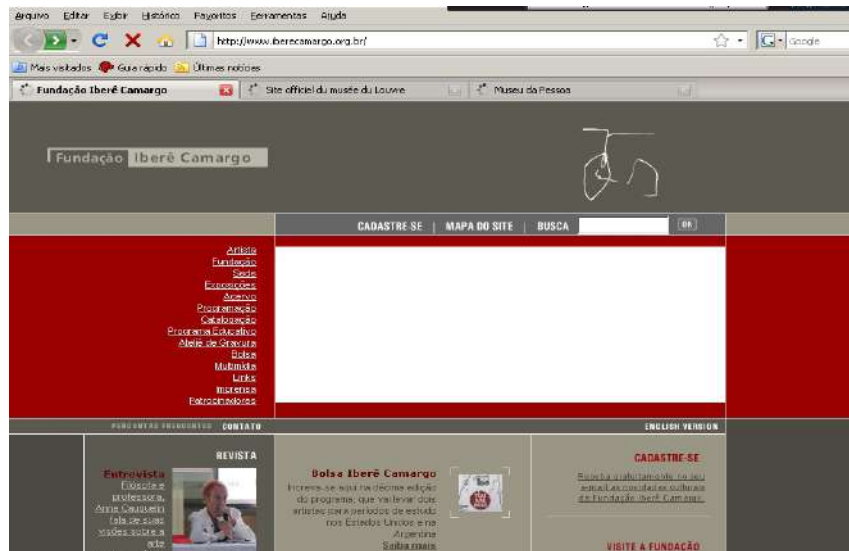 Arquivo Editar Exibir Histórico Favoritos Ferramentas Ajuda
http://www.iberecamargo.org.br/
Google
Mais visitados Guia rápido Últimas notícias
Fundação Iberê Camargo
Site officiel du musée du Louvre
Museu da Pessoa
Fundação Iberê Camargo
CADASTRE-SE | MAPA DO SITE | BUSCA
OK
Artista
Fundação
Sede
Exposições
Acervo
Programação
Catalogação
Programa Educativo
Ateliê de Gravura
Bolsa
Multimídia
Links
Imprensa
Patrocinadores
PERGUNTAS FREQUENTES CONTATO
ENGLISH VERSION
REVISTA
Entrevista
Filósofa e
professora,
Anne Cauquelin
fala de suas
visões sobre a
arte
Bolsa Iberê Camargo
Inscreva-se aqui na décima edição
do programa, que vai levar dois
artistas para períodos de estudo
nos Estados Unidos e na
Argentina
Saiba mais
CADASTRE-SE
Receba gratuitamente no seu
email as novidades culturais
da Fundação Iberê Camargo.
VISITE A FUNDAÇÃO